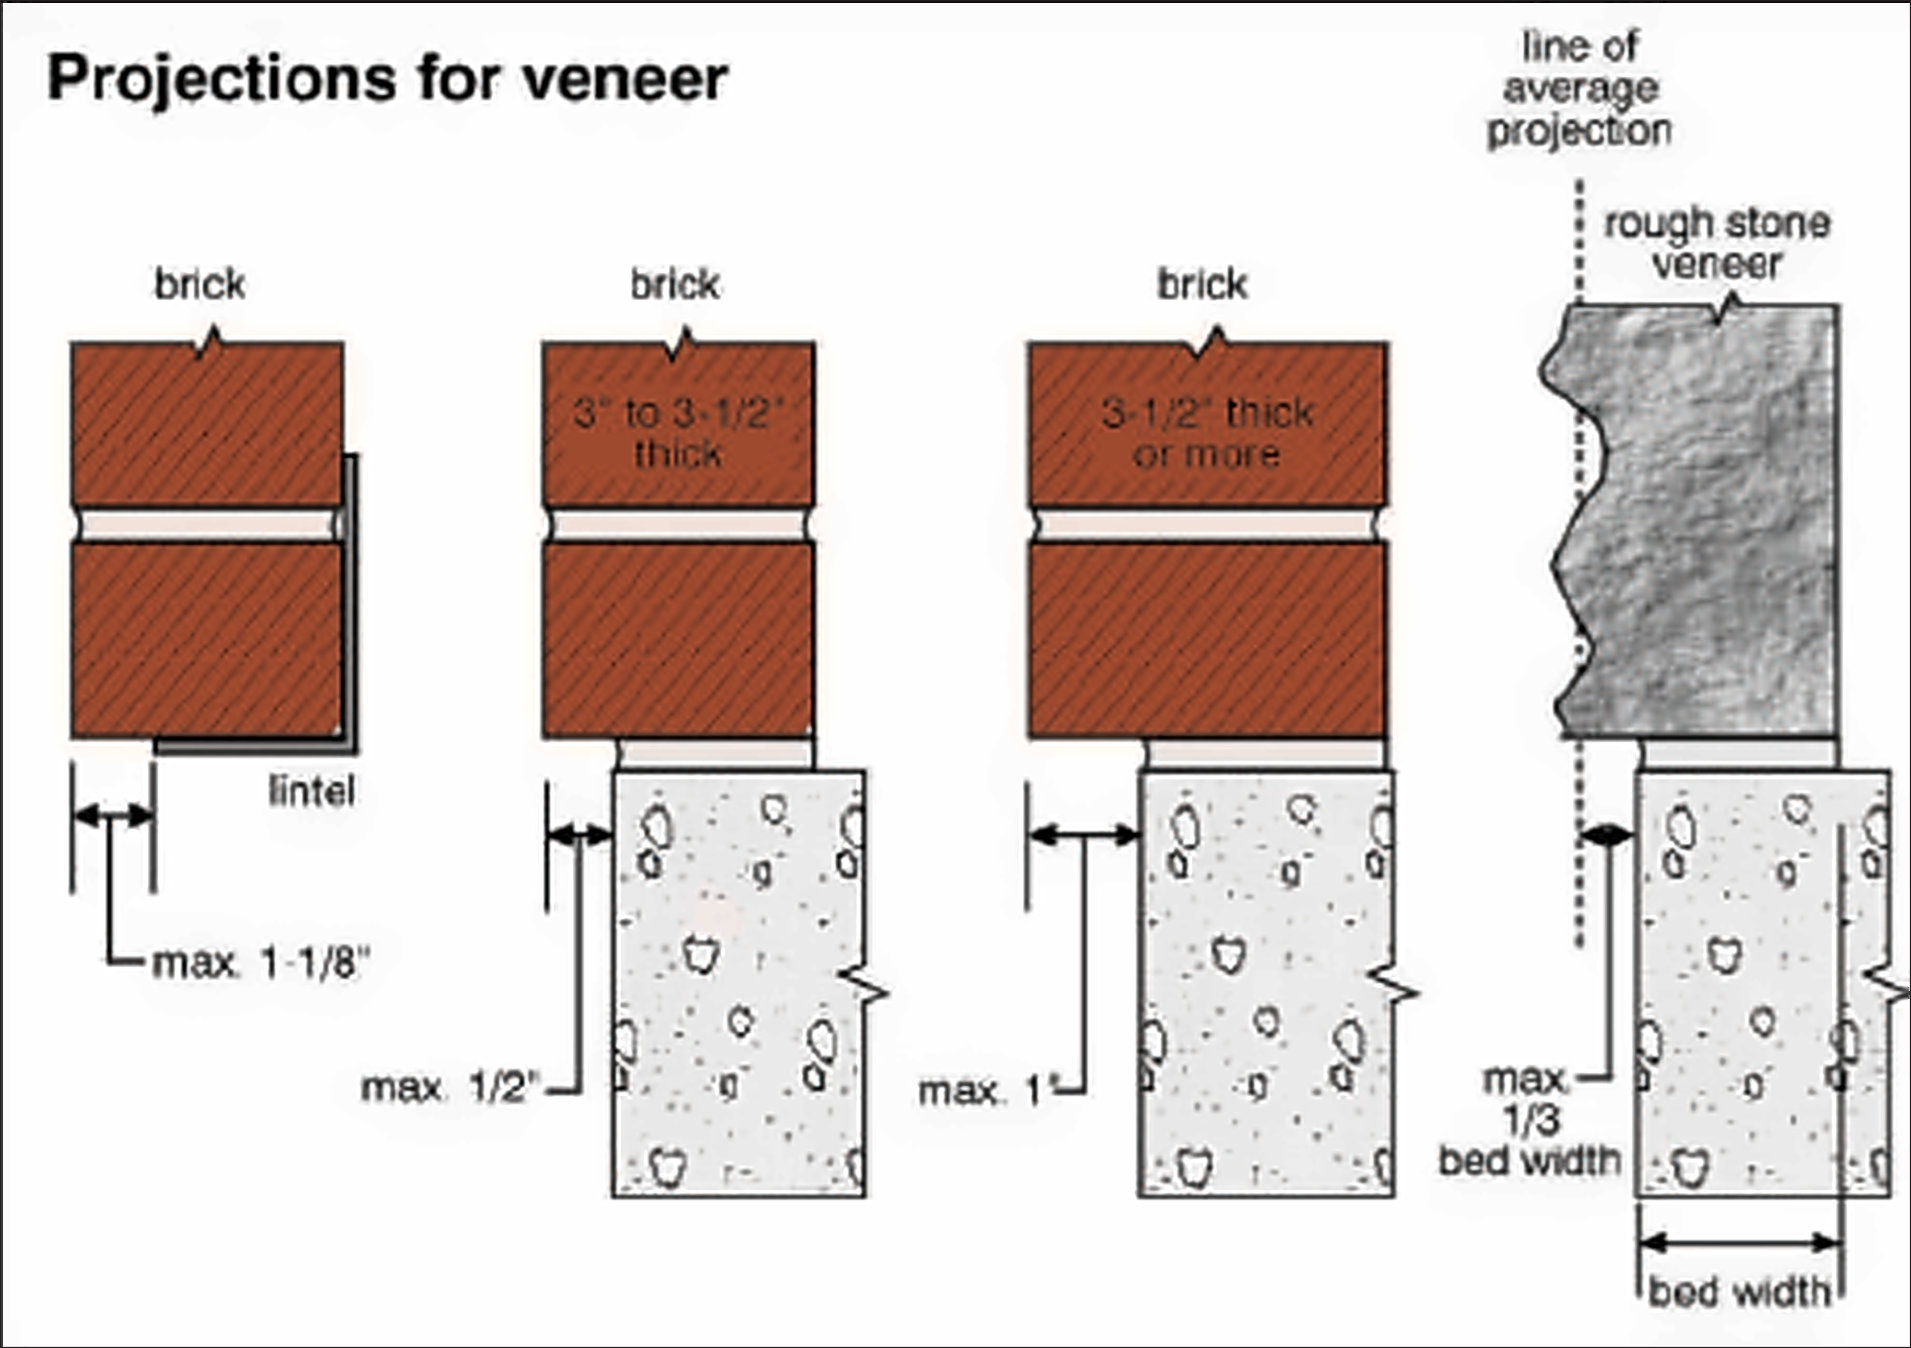 Projections for veneer
line of
average
projection
rough stone
veneer
brick
brick
brick
3" to 3-1/2"
thick
3-1/2" thick
or more
lintel
max. 1-1/8"
max. 1/2"
max. 1"
max.
1/3
bed width
bed width